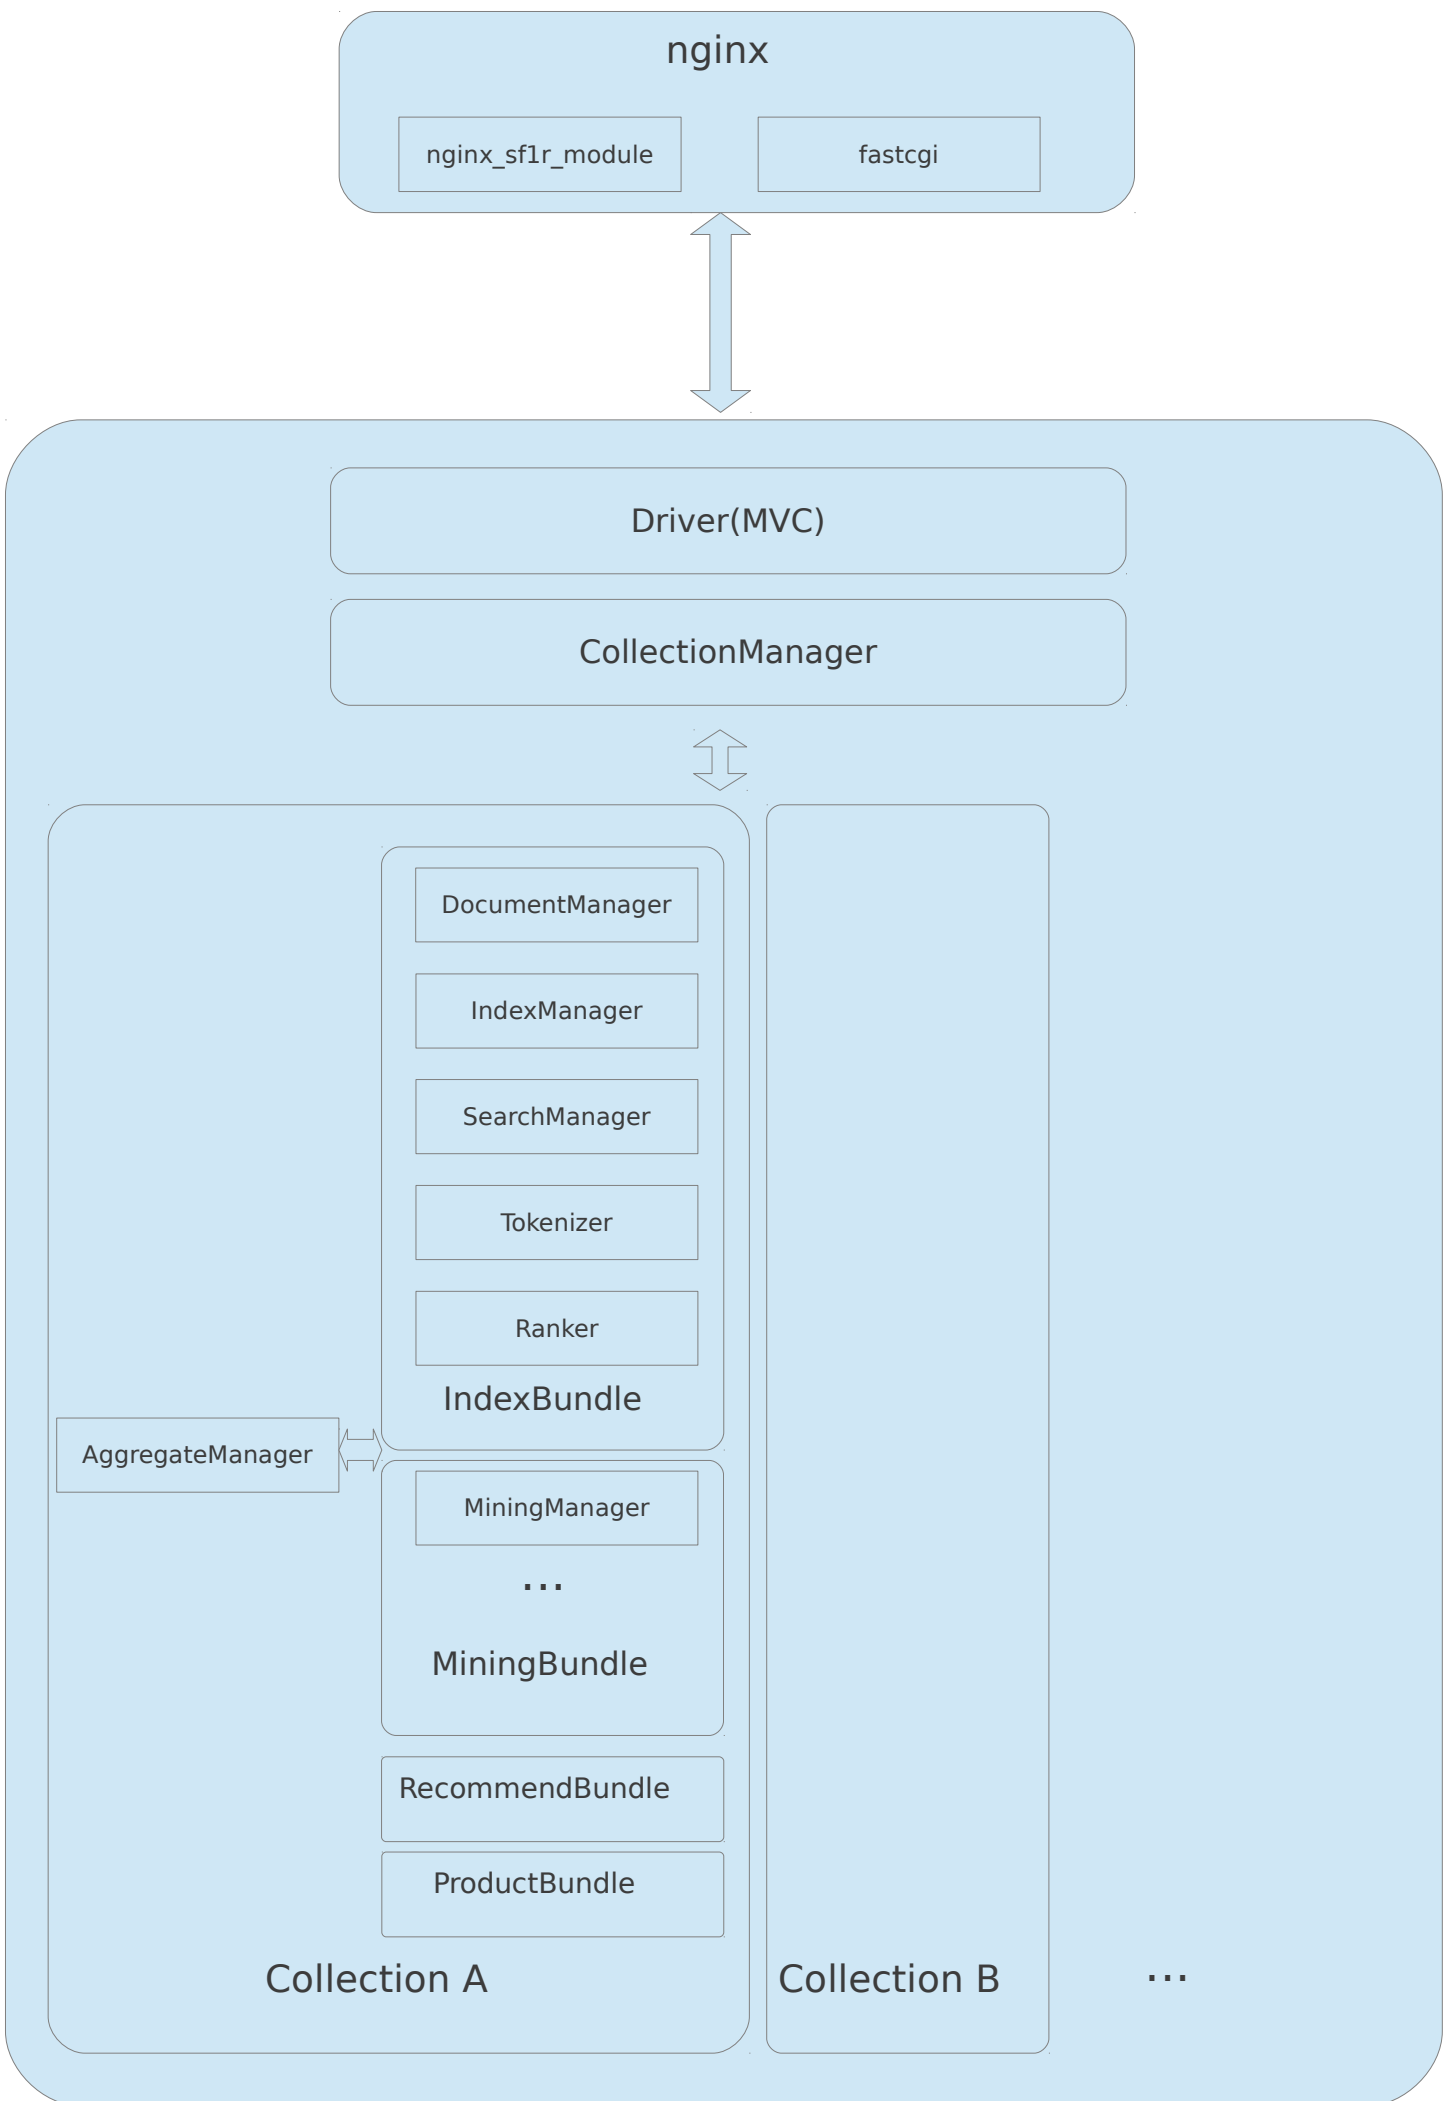 nginx
nginx_sf1r_module
fastcgi
Driver(MVC)
CollectionManager
DocumentManager
IndexManager
SearchManager
Tokenizer
Ranker
IndexBundle
AggregateManager
MiningManager
...
MiningBundle
RecommendBundle
ProductBundle
Collection A
Collection B
...